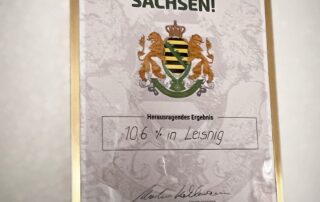 SACHSEN!
Herausragendes Ergebnis
10,6 % in Leisnig